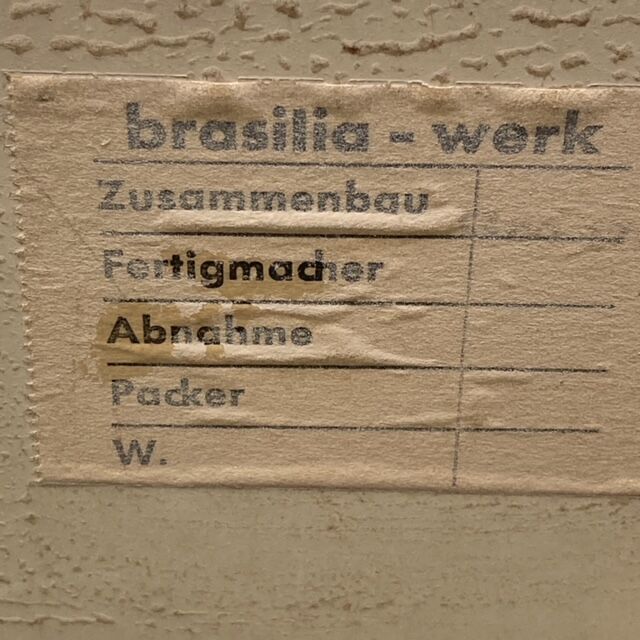 brasilia - werk
Zusammenbau
Fertigmacher
Abnahme
Packer
W.